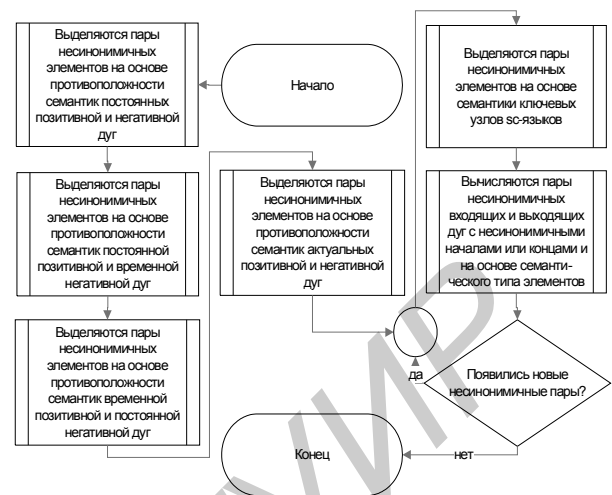 Начало
Выделяются пары
несинонимичных
элементов на основе
противоположности
семантик постоянных
позитивной и негативной
дуг
Выделяются пары
несинонимичных
элементов на основе
противоположности
семантик постоянной
позитивной и временной
негативной дуг
Выделяются пары
несинонимичных
элементов на основе
противоположности
семантик временной
позитивной и постоянной
негативной дуг
Выделяются пары
несинонимичных
элементов на основе
противоположности
семантик актуальных
позитивной и негативной
дуг
Выделяются пары
несинонимичных
элементов на основе
семантики ключевых
узлов sc-языков
Вычисляются пары
несинонимичных
входящих и выходящих
дуг с несинонимичными
началами или концами и
на основе семанти-
ческого типа элементов
Появились новые
несинонимичные пары?
да
нет
Конец
УИР